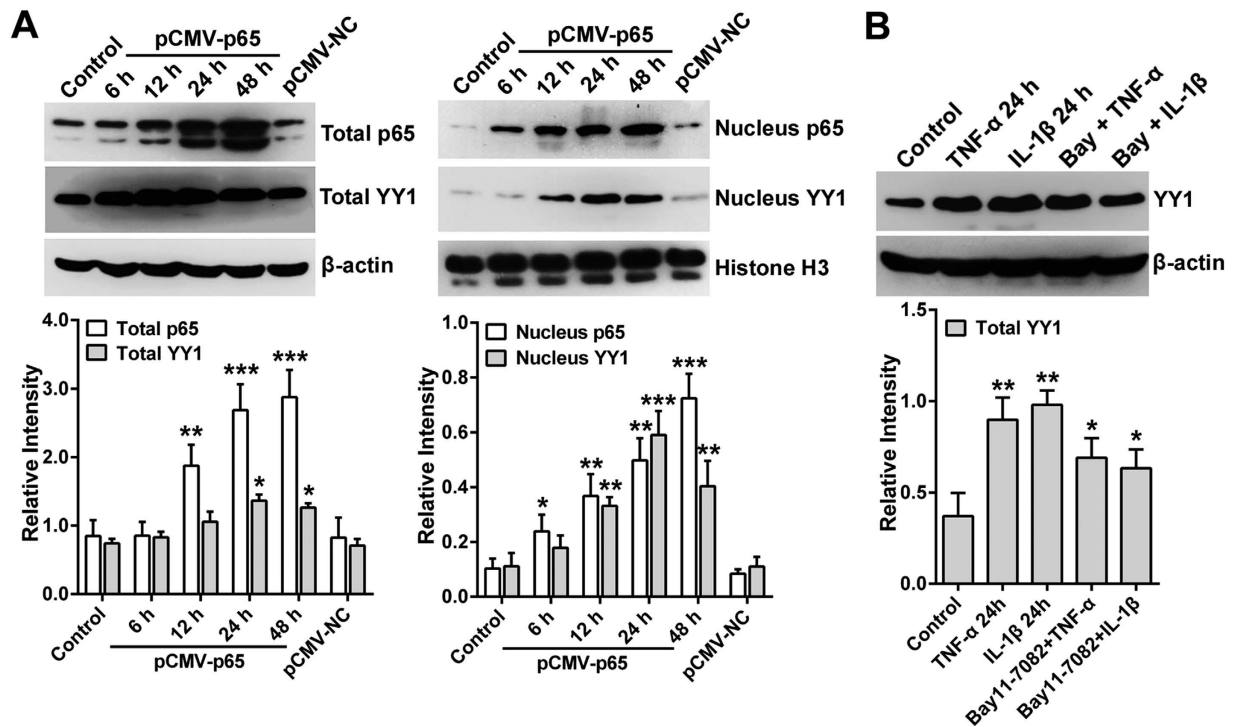 A
pCMV-p65
Control
6 h
12 h
24 h
48 h
pCMV-NC
Total p65
Total YY1
β-actin
4.0
3.0
2.0
1.0
0.0
Relative Intensity
Total p65
Total YY1
**
***
*
***
*
Control
6 h
12 h
24 h
48 h
pCMV-NC
pCMV-p65
pCMV-p65
Control
6 h
12 h
24 h
48 h
pCMV-NC
Nucleus p65
Nucleus YY1
Histone H3
1.0
0.8
0.6
0.4
0.2
0.0
Relative Intensity
Nucleus p65
Nucleus YY1
*
**
**
**
***
***
**
Control
6 h
12 h
24 h
48 h
pCMV-NC
pCMV-p65
B
Control
TNF-α 24 h
IL-1β 24 h
Bay + TNF-α
Bay + IL-1β
YY1
β-actin
1.5
1.0
0.5
0.0
Relative Intensity
Total YY1
**
**
*
*
Control
TNF-α 24h
IL-1β 24h
Bay11-7082+TNF-α
Bay11-7082+IL-1β